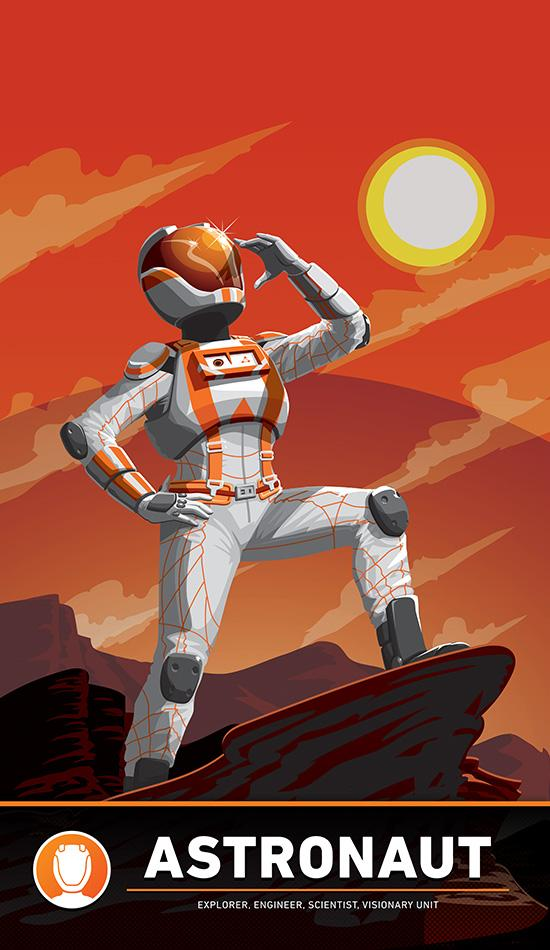 ASTRONAUT
EXPLORER, ENGINEER, SCIENTIST, VISIONARY UNIT